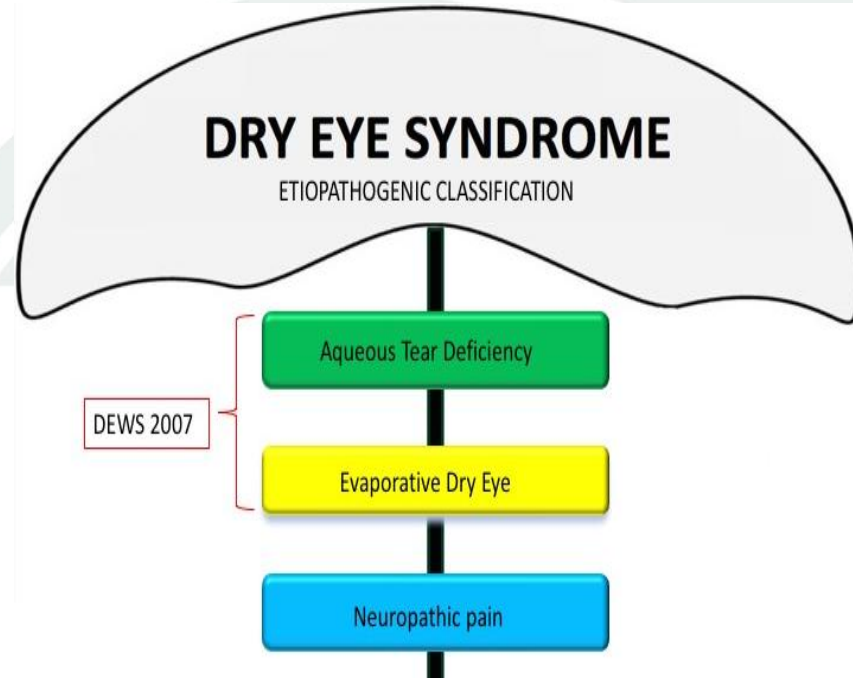 DRY EYE SYNDROME
ETIOPATHOGENIC CLASSIFICATION
Aqueous Tear Deficiency
DEWS 2007
Evaporative Dry Eye
Neuropathic pain